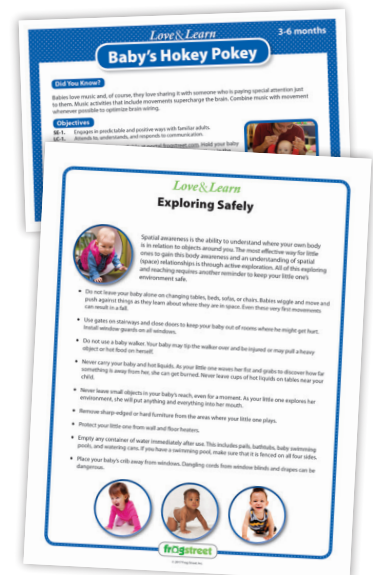 Love&Learn
3-6 months
Baby's Hokey Pokey
Did You Know?
Babies love music and, of course, they love sharing it with someone who is paying special attention just
to them. Music activities that include movements supercharge the brain. Combine music with movement
whenever possible to optimize brain wiring.
Objectives
SE-1. Engages in predictable and positive ways with familiar adults.
LC-1. Attends to, understands, and responds to communication.
Hold your baby
Love&Learn
Exploring Safely
Spatial awareness is the ability to understand where your own body
is in relation to objects around you. The most effective way for little
ones to gain this body awareness and an understanding of spatial
(space) relationships is through active exploration. All of this exploring
and reaching requires another reminder to keep your little one's
environment safe.
• Do not leave your baby alone on changing tables, beds, sofas, or chairs. Babies wiggle and move and
push against things as they learn about where they are in space. Even these very first movements
can result in a fall.
• Use gates on stairways and close doors to keep your baby out of rooms where he might get hurt.
Install window guards on all windows.
• Do not use a baby walker. Your baby may tip the walker over and be injured or may pull a heavy
object or hot food on herself.
• Never carry your baby and hot liquids. As your little one waves her fist and grabs to discover how far
something is away from her, she can get burned. Never leave cups of hot liquids on tables near your
child.
• Never leave small objects in your baby's reach, even for a moment. As your little one explores her
environment, she will put anything and everything into her mouth.
• Remove sharp-edged or hard furniture from the areas where your little one plays.
• Protect your little one from wall and floor heaters.
• Empty any container of water immediately after use. This includes pails, bathtubs, baby swimming
pools, and watering cans. If you have a swimming pool, make sure that it is fenced on all four sides.
• Place your baby's crib away from windows. Dangling cords from window blinds and drapes can be
dangerous.
frogstreet